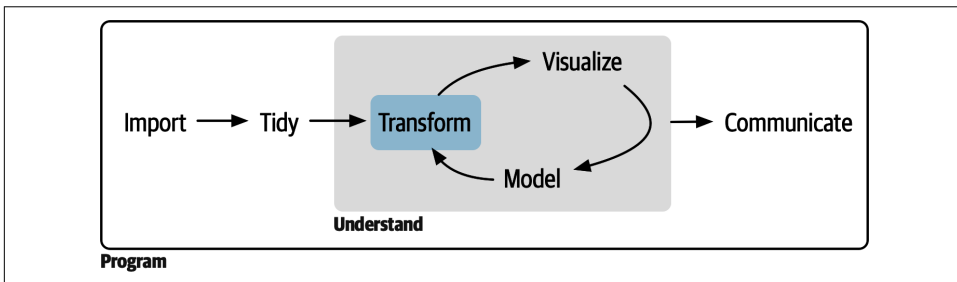 Visualize
Import
Tidy
Transform
Communicate
Model
Understand
Program